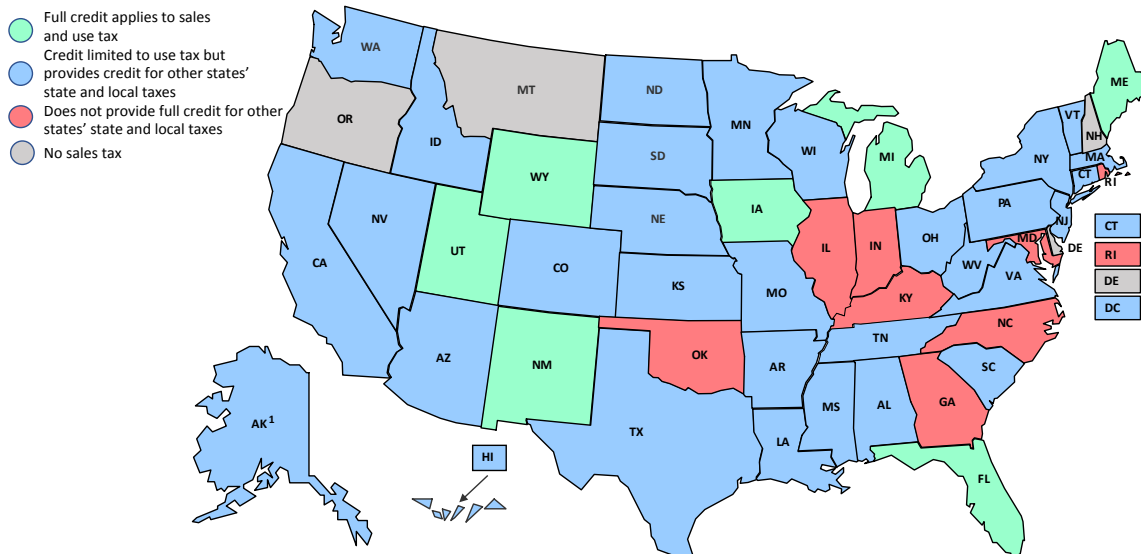 Full credit applies to sales
and use tax
Credit limited to use tax but
provides credit for other states'
state and local taxes
Does not provide full credit for other
states' state and local taxes
No sales tax
WA
MT
ND
MN
ME
VT
NH
OR
ID
SD
WI
MI
NY
MA
CT
RI
WY
NE
IA
PA
NJ
NV
UT
CO
IL
IN
OH
MD
DE
CT
RI
DE
DC
CA
KS
MO
KY
WV
VA
AZ
NM
OK
AR
TN
NC
SC
TX
LA
MS
AL
GA
FL
AK1
HI